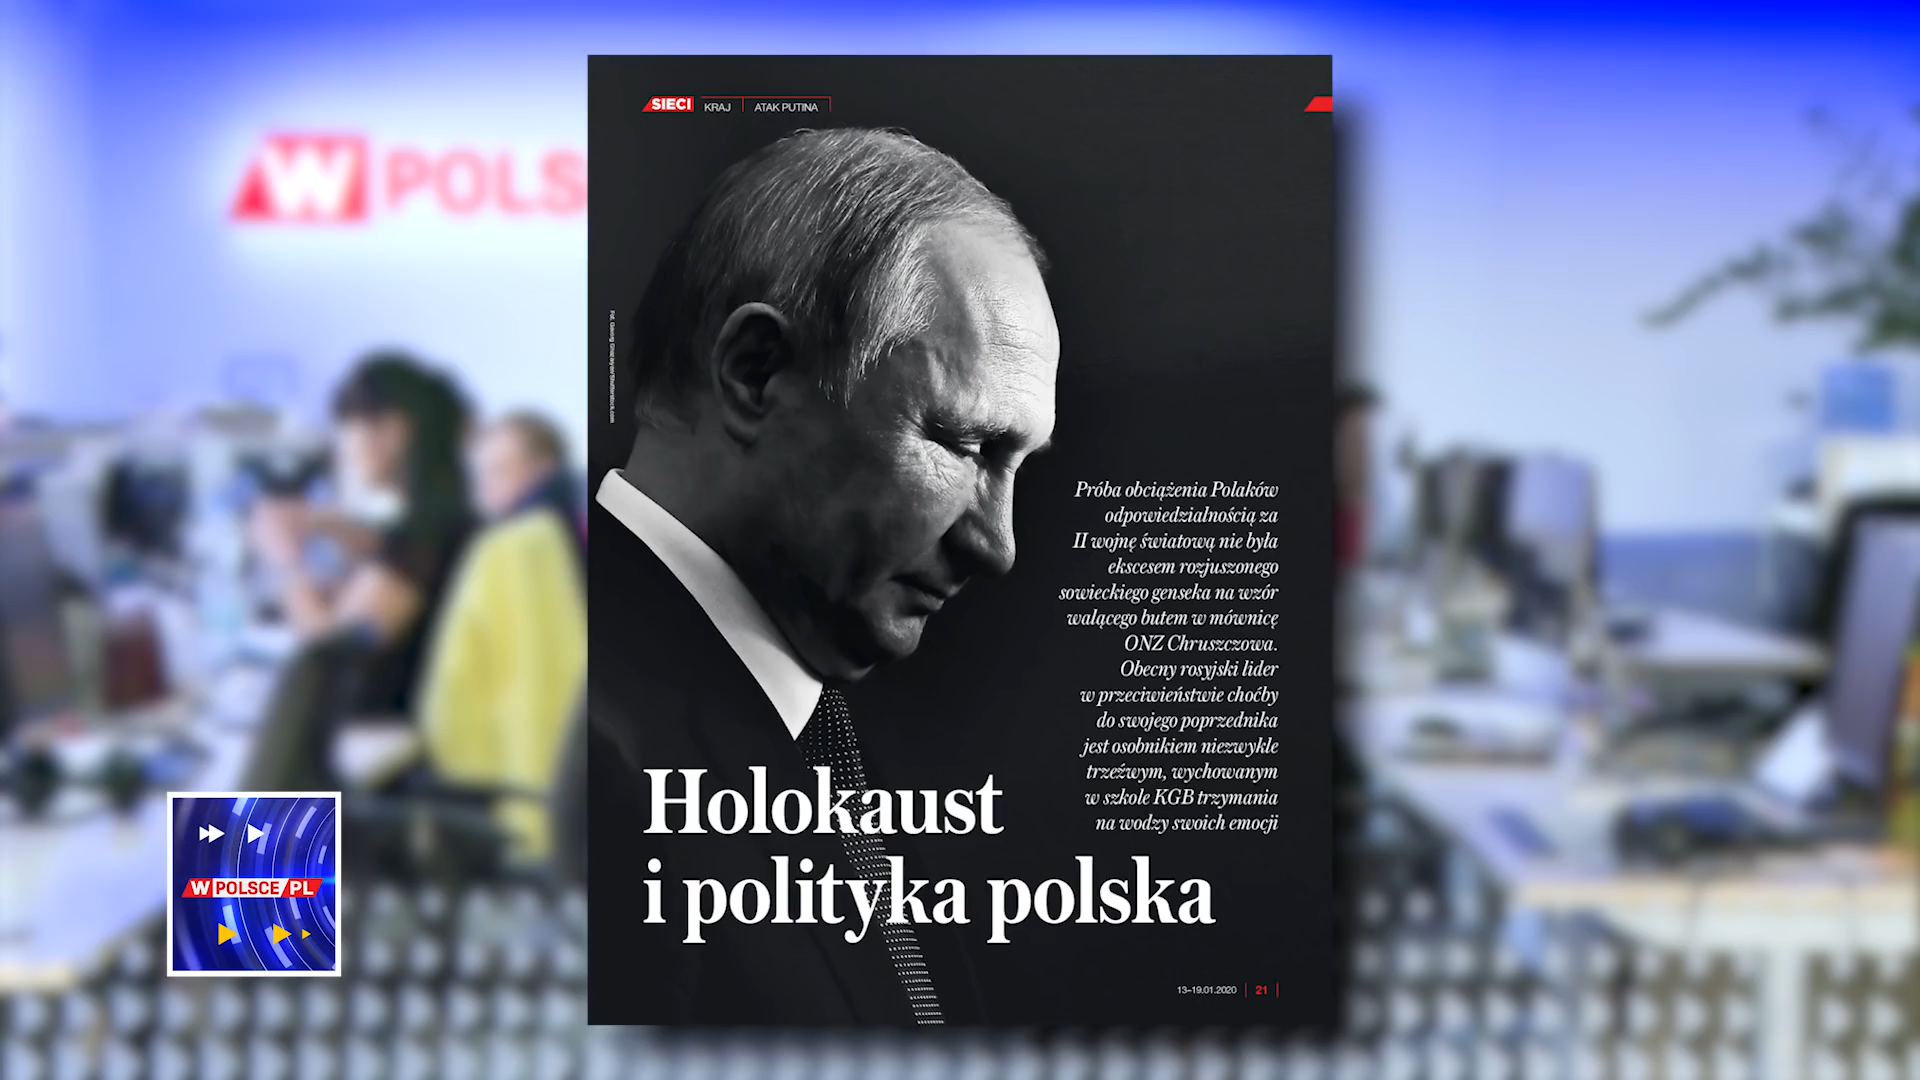 W POLS
SIECI KRAJ ATAK PUTINA
Próba obciążenia Polaków
odpowiedzialnością za
II wojnę światową nie była
ekscesem rozjuszonego
sowieckiego genseka na wzór
walącego butem w mównicę
ONZ Chruszczowa.
Obecny rosyjski lider
w przeciwieństwie choćby
do swojego poprzednika
jest osobnikiem niezwykle
trzeźwym, wychowanym
w szkole KGB trzymania
na wodzy swoich emocji
Holokaust
i polityka polska
W POLSCE/PL
13–19.01.2020 | 21